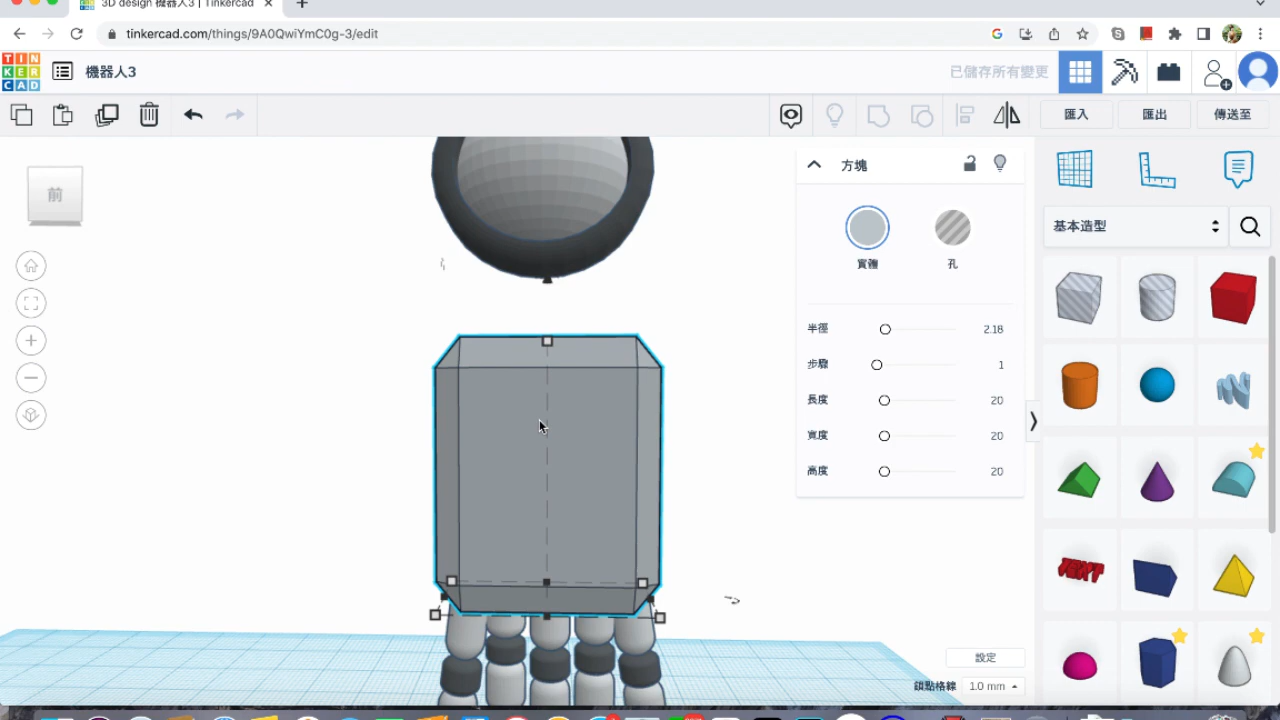 3D design 機器人3 | Tinkercad
tinkercad.com/things/9A0QwiYmC0g-3/edit
TIN
KER
CAD
機器人3
已儲存所有變更
匯入
匯出
傳送至
前
方塊
實體
孔
半徑 2.18
步驟 1
長度 20
寬度 20
高度 20
基本造型
TEXT
設定
鎖點格線 1.0 mm